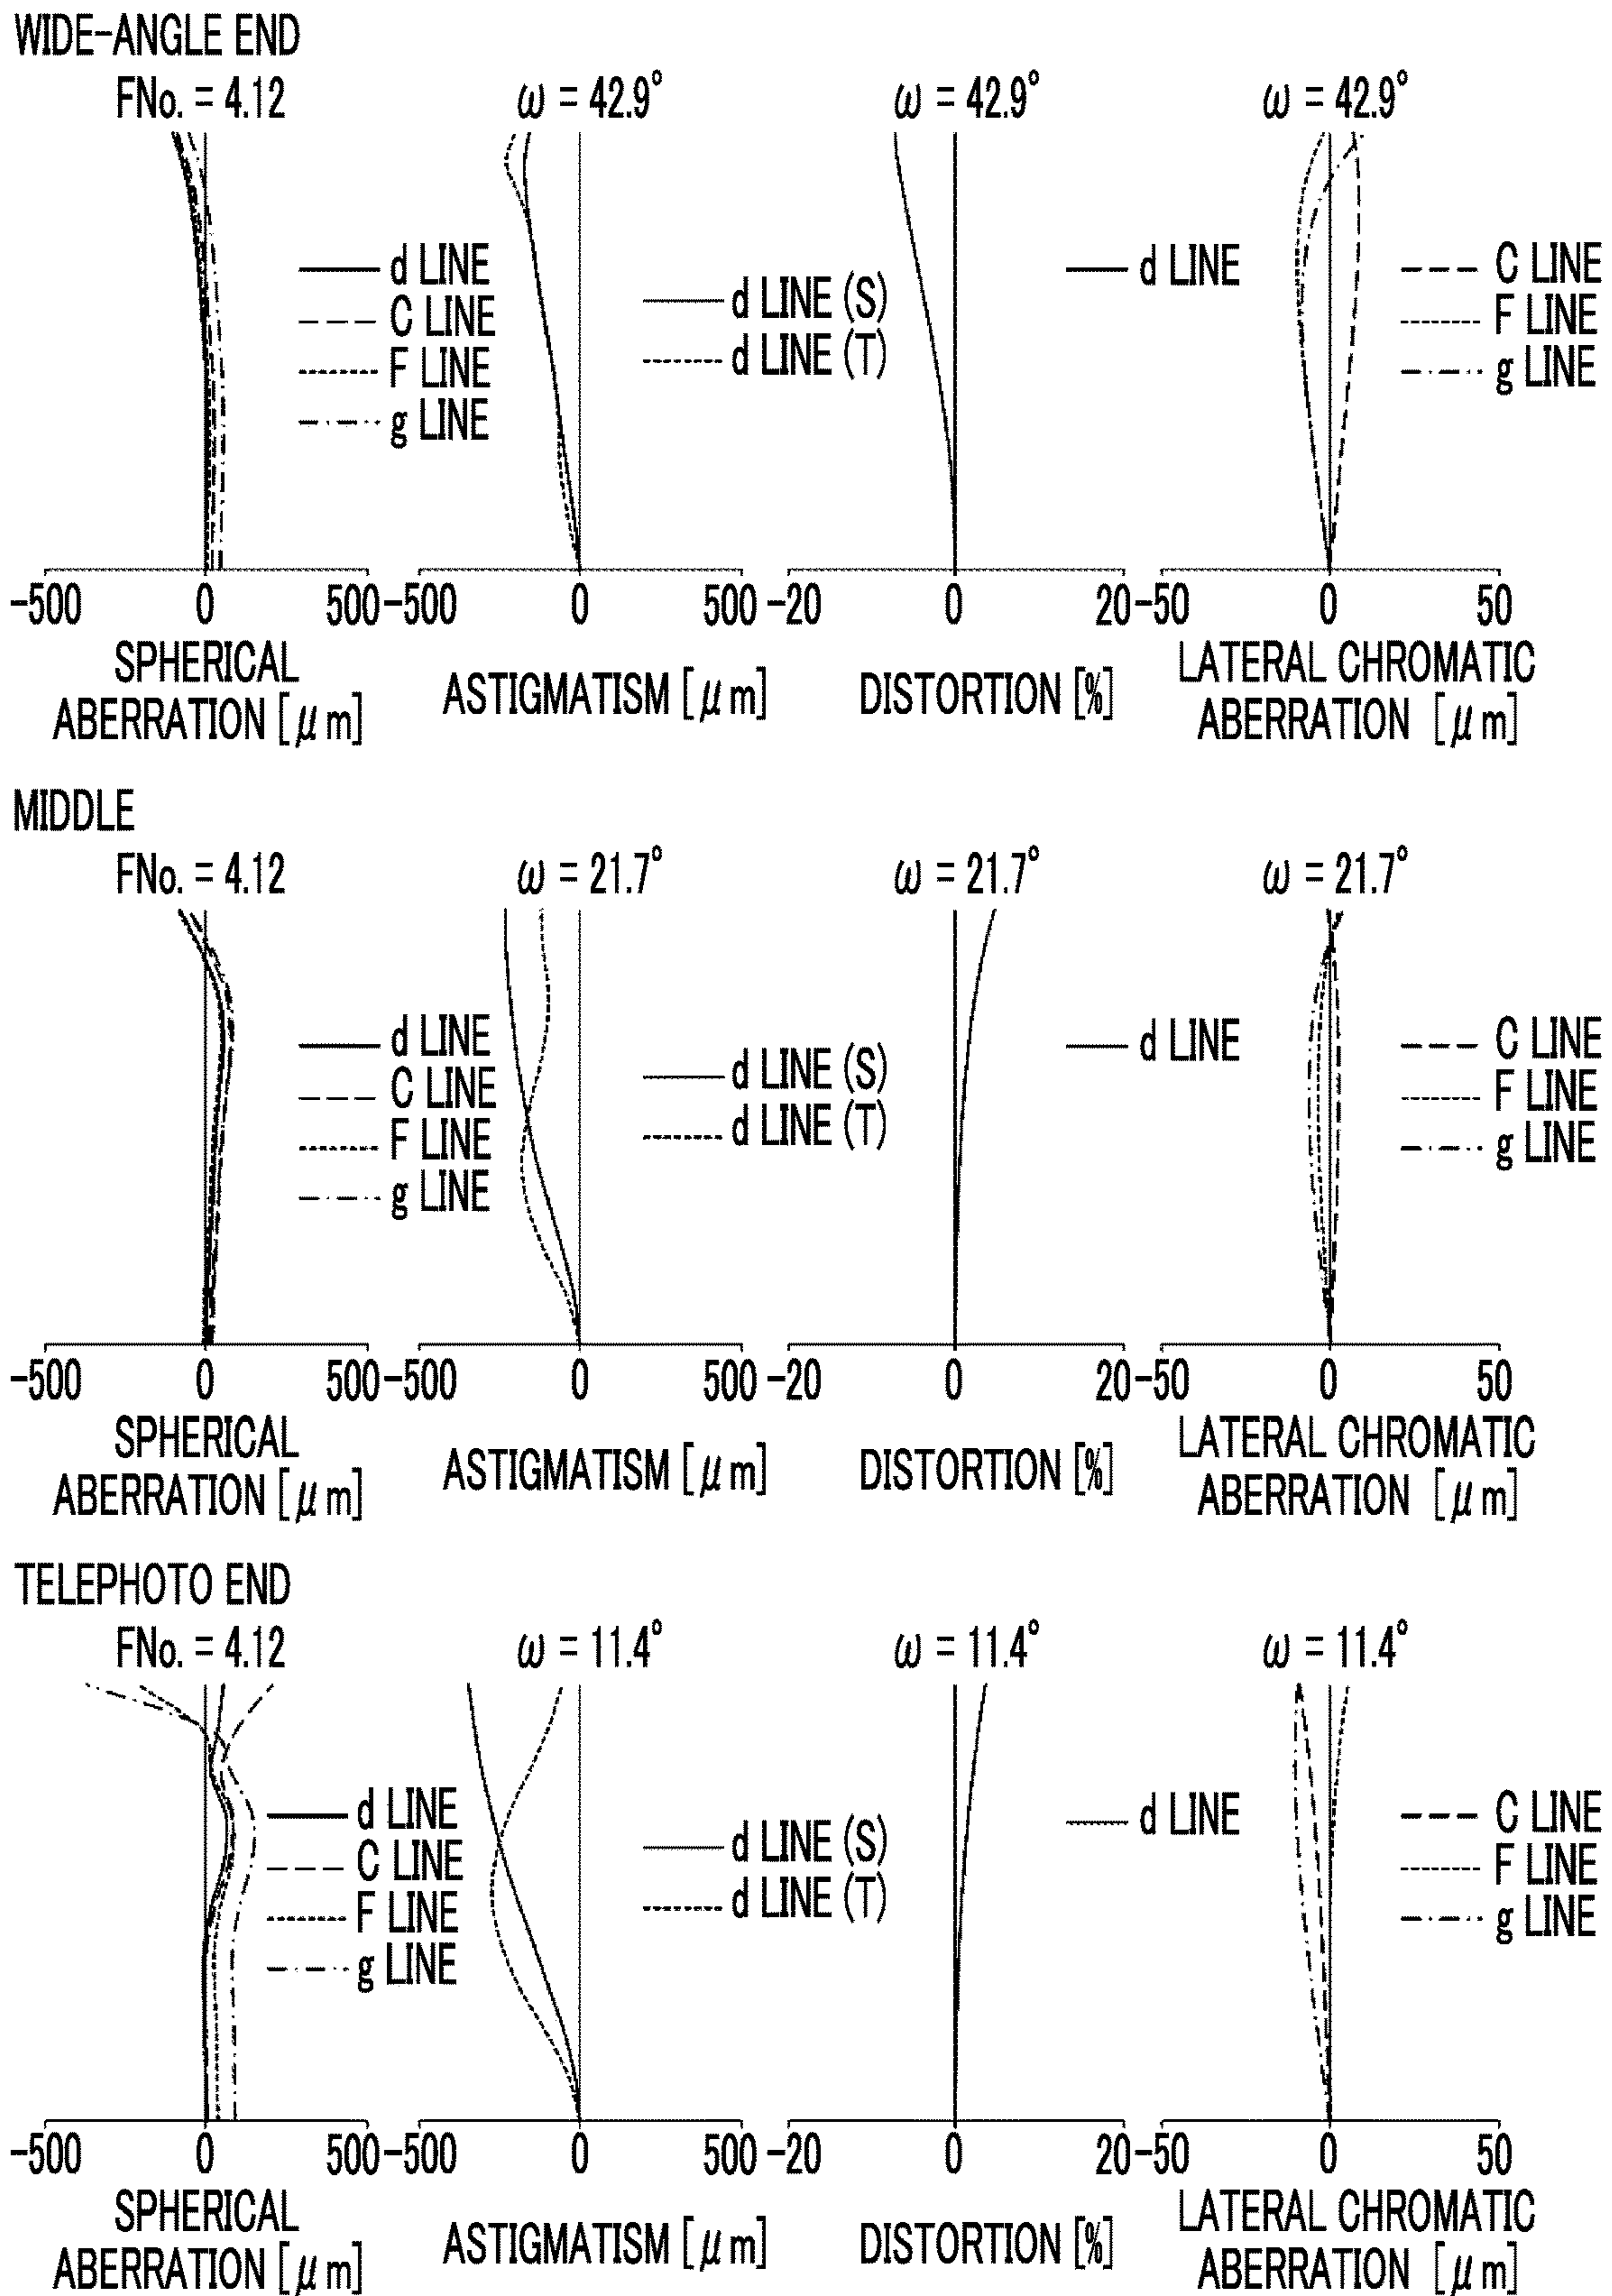 WIDE-ANGLE END
FNo. = 4.12
ω = 42.9°
ω = 42.9°
ω = 42.9°
d LINE
C LINE
F LINE
g LINE
d LINE (S)
d LINE (T)
d LINE
C LINE
F LINE
g LINE
-500 0 500
-500 0 500
-20 0 20
-50 0 50
SPHERICAL
ABERRATION [μm]
ASTIGMATISM [μm]
DISTORTION [%]
LATERAL CHROMATIC
ABERRATION [μm]
MIDDLE
FNo. = 4.12
ω = 21.7°
ω = 21.7°
ω = 21.7°
d LINE
C LINE
F LINE
g LINE
d LINE (S)
d LINE (T)
d LINE
C LINE
F LINE
g LINE
-500 0 500
-500 0 500
-20 0 20
-50 0 50
SPHERICAL
ABERRATION [μm]
ASTIGMATISM [μm]
DISTORTION [%]
LATERAL CHROMATIC
ABERRATION [μm]
TELEPHOTO END
FNo. = 4.12
ω = 11.4°
ω = 11.4°
ω = 11.4°
d LINE
C LINE
F LINE
g LINE
d LINE (S)
d LINE (T)
d LINE
C LINE
F LINE
g LINE
-500 0 500
-500 0 500
-20 0 20
-50 0 50
SPHERICAL
ABERRATION [μm]
ASTIGMATISM [μm]
DISTORTION [%]
LATERAL CHROMATIC
ABERRATION [μm]